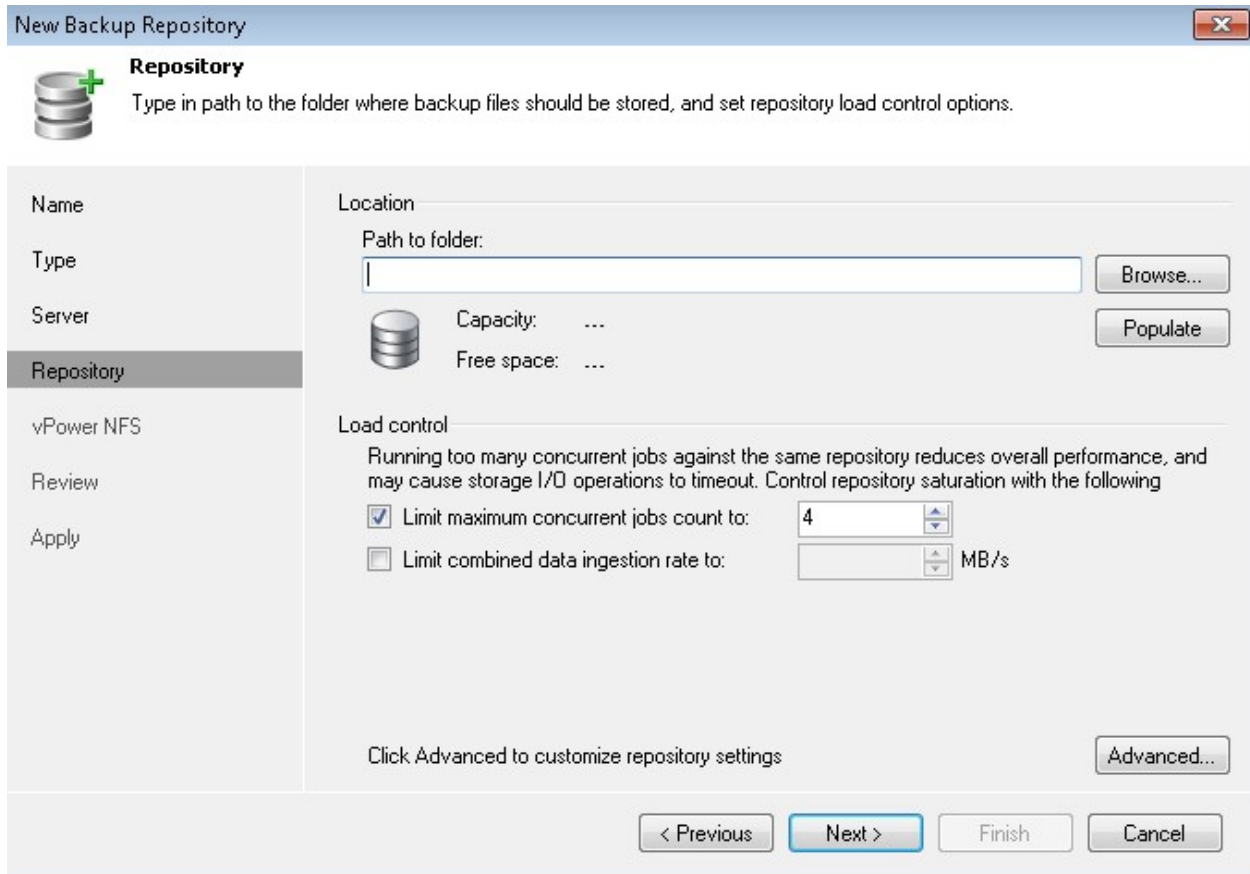 New Backup Repository
Repository
Type in path to the folder where backup files should be stored, and set repository load control options.
Name
Type
Server
Repository
vPower NFS
Review
Apply
Location
Path to folder:
Browse...
Capacity: ...
Populate
Free space: ...
Load control
Running too many concurrent jobs against the same repository reduces overall performance, and
may cause storage I/O operations to timeout. Control repository saturation with the following
Limit maximum concurrent jobs count to: 4
Limit combined data ingestion rate to: MB/s
Click Advanced to customize repository settings
Advanced...
< Previous
Next >
Finish
Cancel